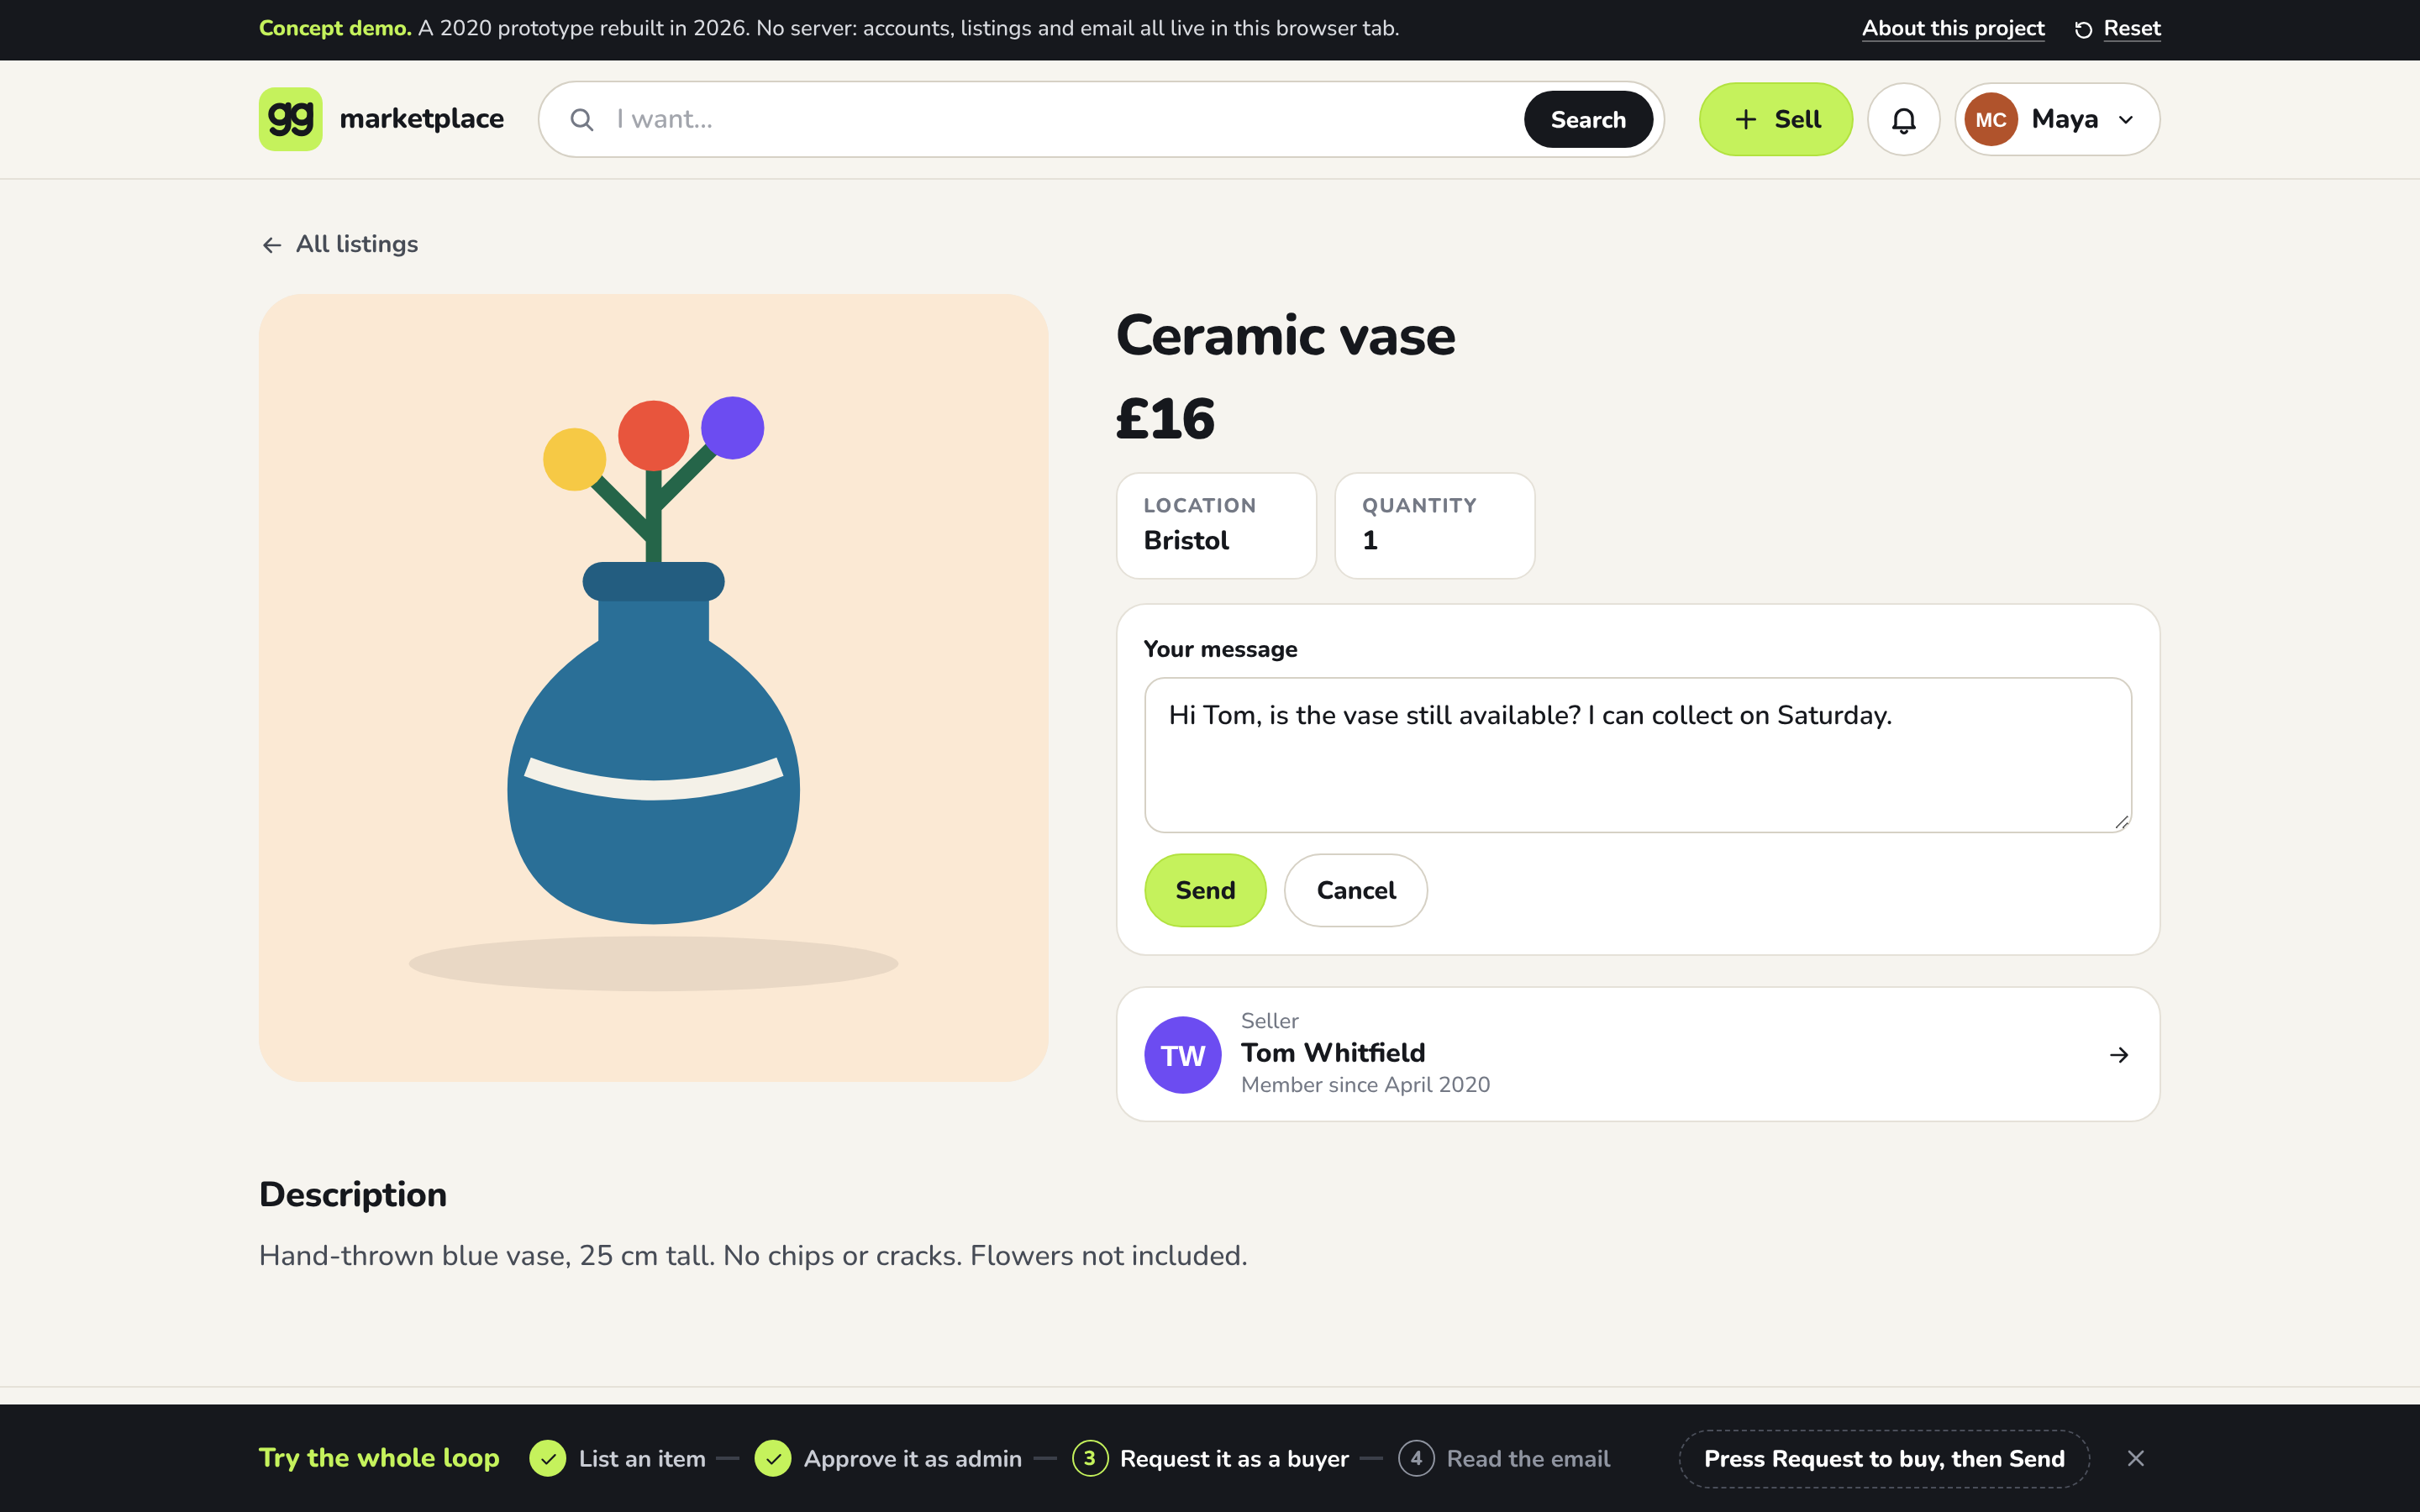 Concept demo. A 2020 prototype rebuilt in 2026. No server: accounts, listings and email all live in this browser tab.
About this project
Reset
gg marketplace
I want...
Search
Sell
MC Maya
All listings
Ceramic vase
£16
LOCATION
Bristol
QUANTITY
1
Your message
Hi Tom, is the vase still available? I can collect on Saturday.
Send
Cancel
TW
Seller
Tom Whitfield
Member since April 2020
Description
Hand-thrown blue vase, 25 cm tall. No chips or cracks. Flowers not included.
Try the whole loop
List an item
Approve it as admin
3 Request it as a buyer
4 Read the email
Press Request to buy, then Send